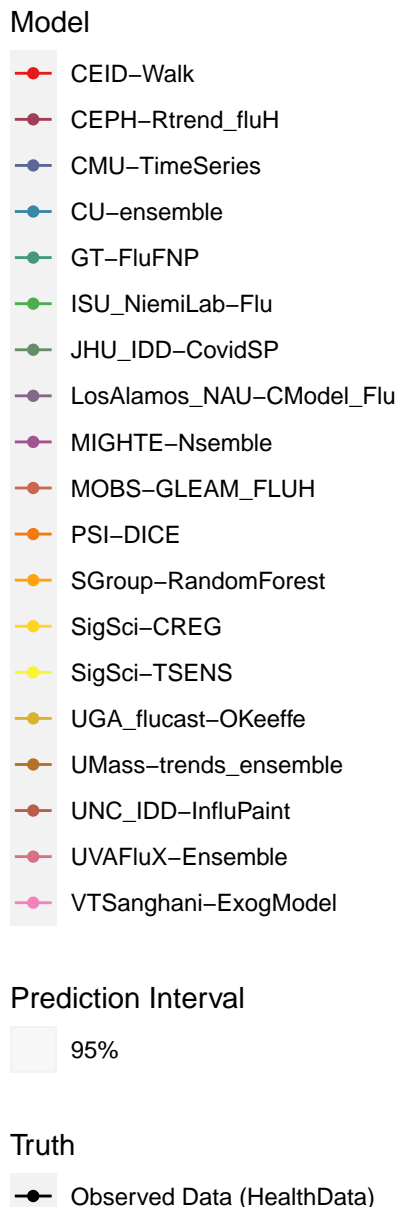 Model
CEID−Walk
CEPH−Rtrend_fluH
CMU−TimeSeries
CU−ensemble
GT−FluFNP
ISU_NiemiLab−Flu
JHU_IDD−CovidSP
LosAlamos_NAU−CModel_Flu
MIGHTE−Nsemble
MOBS−GLEAM_FLUH
PSI−DICE
SGroup−RandomForest
SigSci−CREG
SigSci−TSENS
UGA_flucast−OKeeffe
UMass−trends_ensemble
UNC_IDD−InfluPaint
UVAFluX−Ensemble
VTSanghani−ExogModel
Prediction Interval
95%
Truth
Observed Data (HealthData)